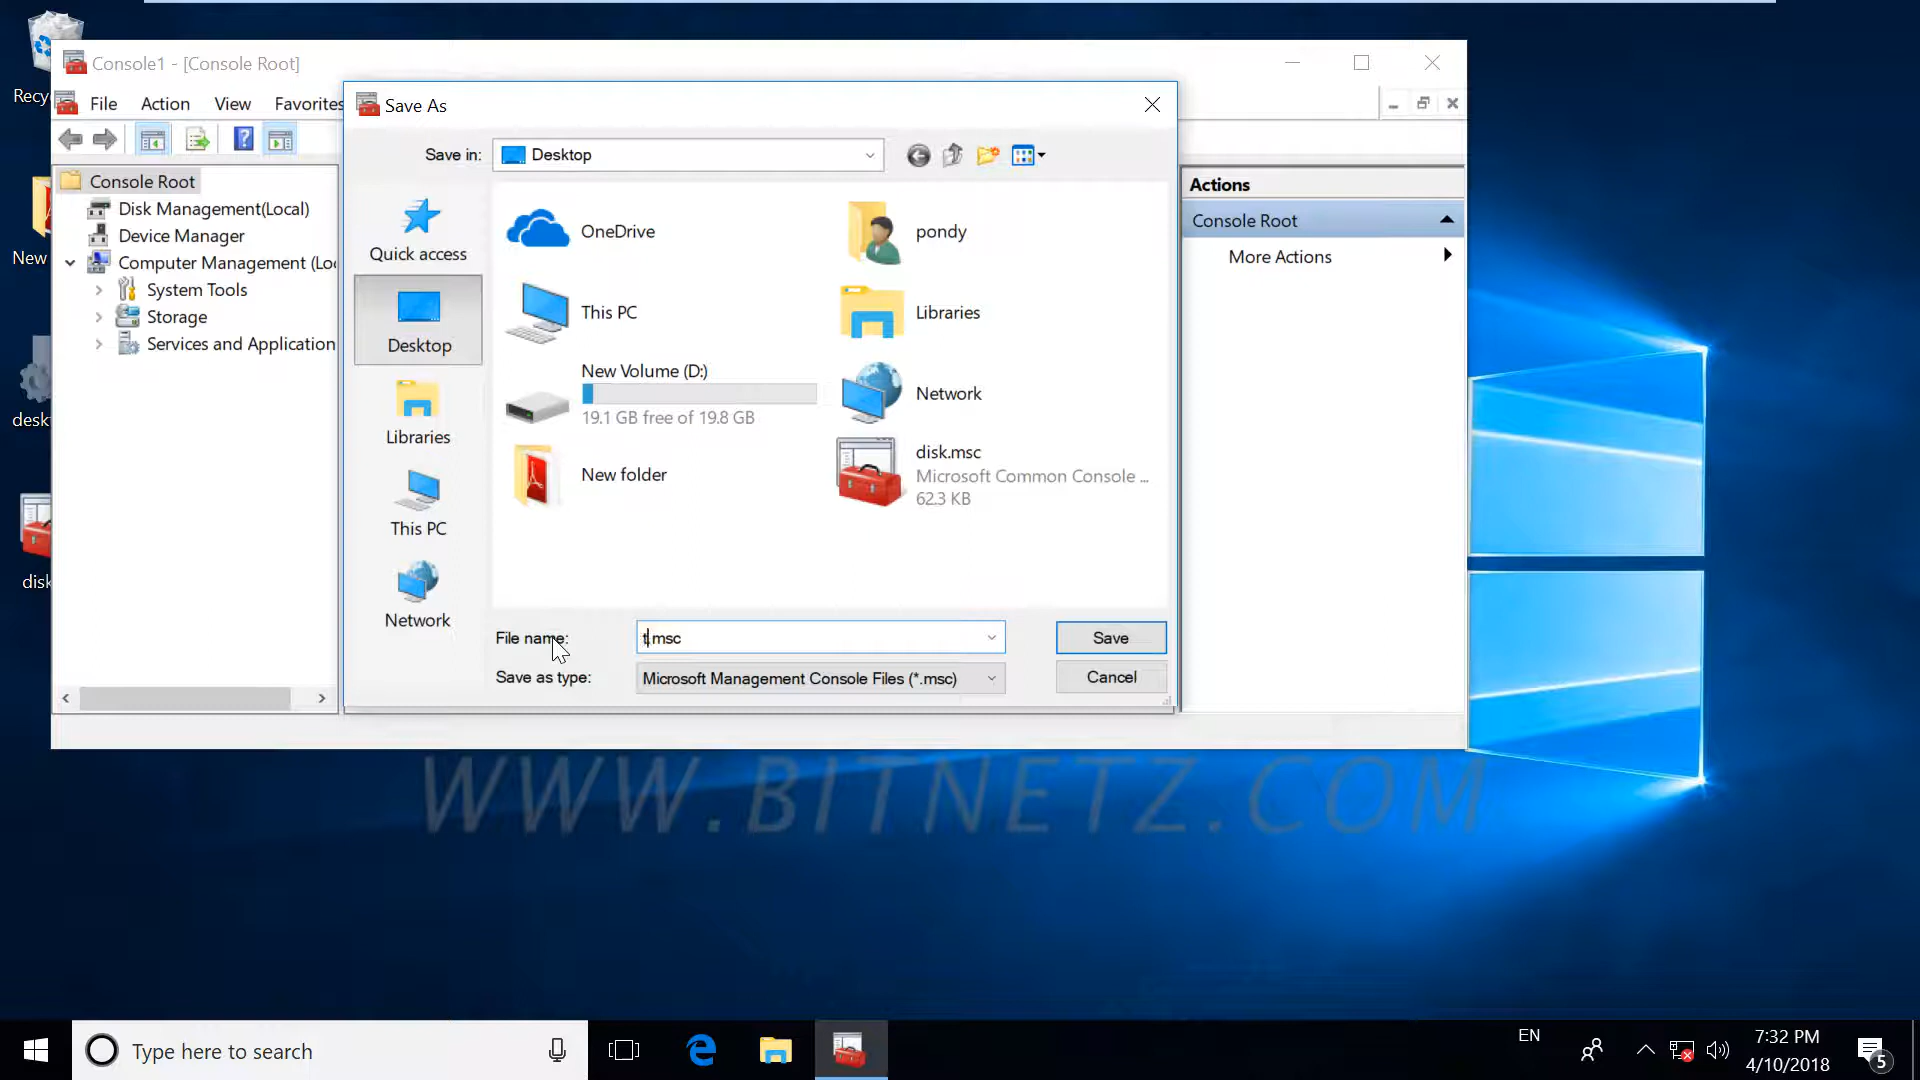 Recy
New
desk
disk
Console1 - [Console Root]
File Action View Favorites
Console Root
Disk Management(Local)
Device Manager
Computer Management (Loc
System Tools
Storage
Services and Application
Save As
Save in: Desktop
Quick access
Desktop
Libraries
This PC
Network
OneDrive
pondy
This PC
Libraries
New Volume (D:)
19.1 GB free of 19.8 GB
Network
New folder
disk.msc
Microsoft Common Console ...
62.3 KB
File name: t.msc
Save
Save as type: Microsoft Management Console Files (*.msc)
Cancel
Actions
Console Root
More Actions
WWW.BITNETZ.COM
Type here to search
EN
7:32 PM
4/10/2018
5